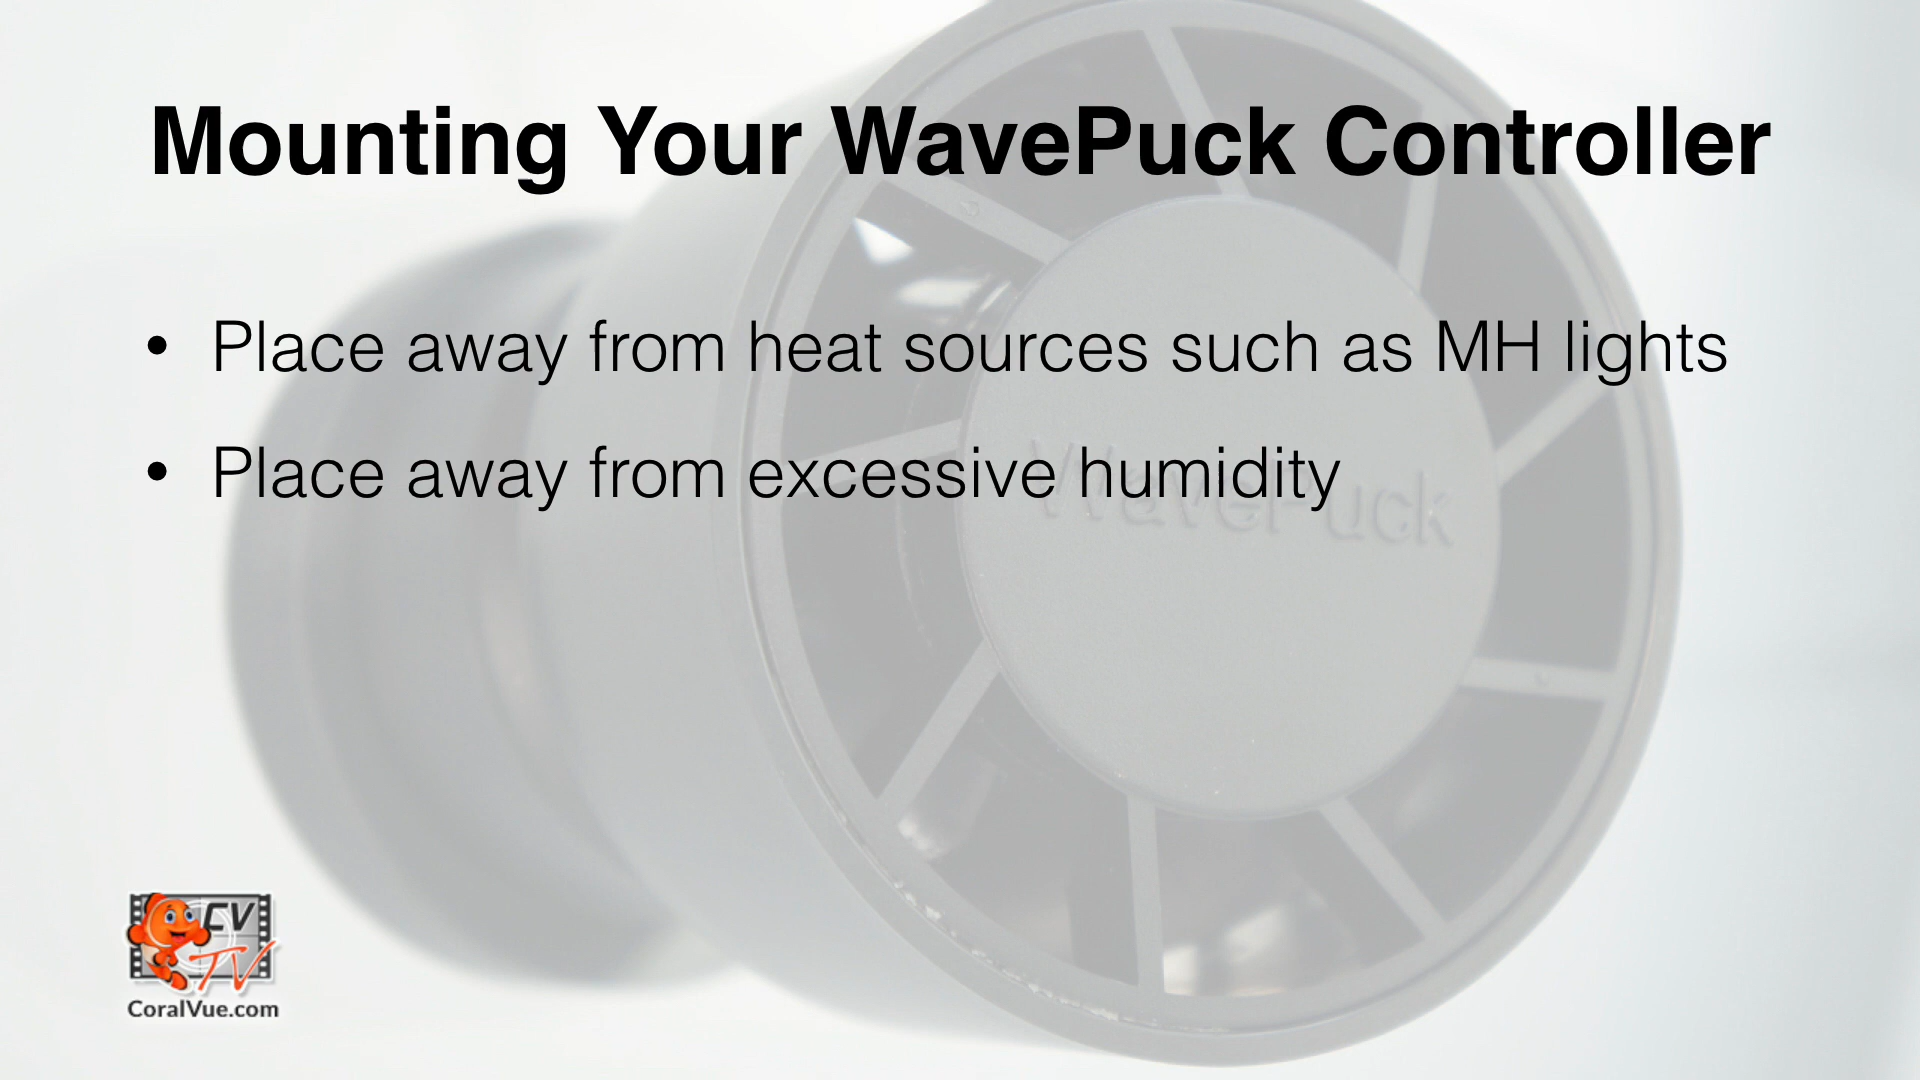 Mounting Your WavePuck Controller
• Place away from heat sources such as MH lights
• Place away from excessive humidity
WavePuck
CV
TV
CoralVue.com